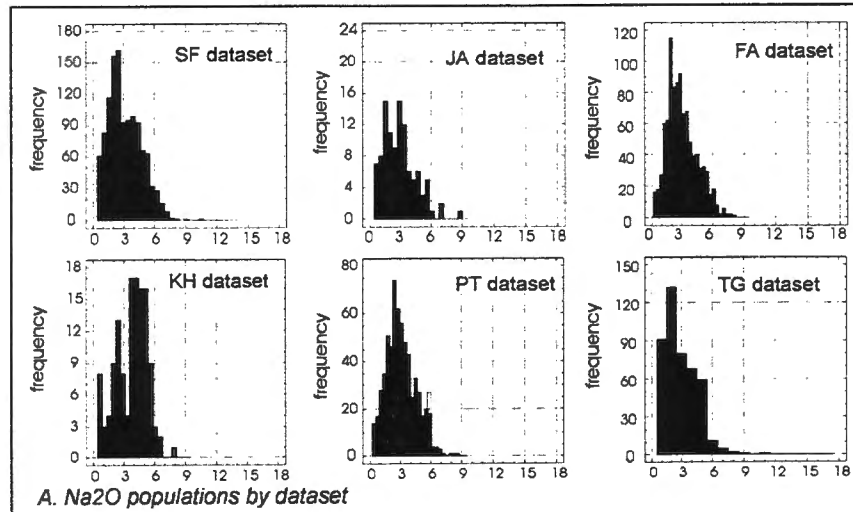 SF dataset
frequency
180
150
120
90
60
30
0
0 3 6 9 12 15 18
JA dataset
frequency
24
20
16
12
8
4
0
0 3 6 9 12 15 18
FA dataset
frequency
120
100
80
60
40
20
0
0 3 6 9 12 15 18
KH dataset
frequency
18
15
12
9
6
3
0
0 3 6 9 12 15 18
PT dataset
frequency
80
60
40
20
0
0 3 6 9 12 15 18
TG dataset
frequency
150
120
90
60
30
0
0 3 6 9 12 15 18
A. Na2O populations by dataset